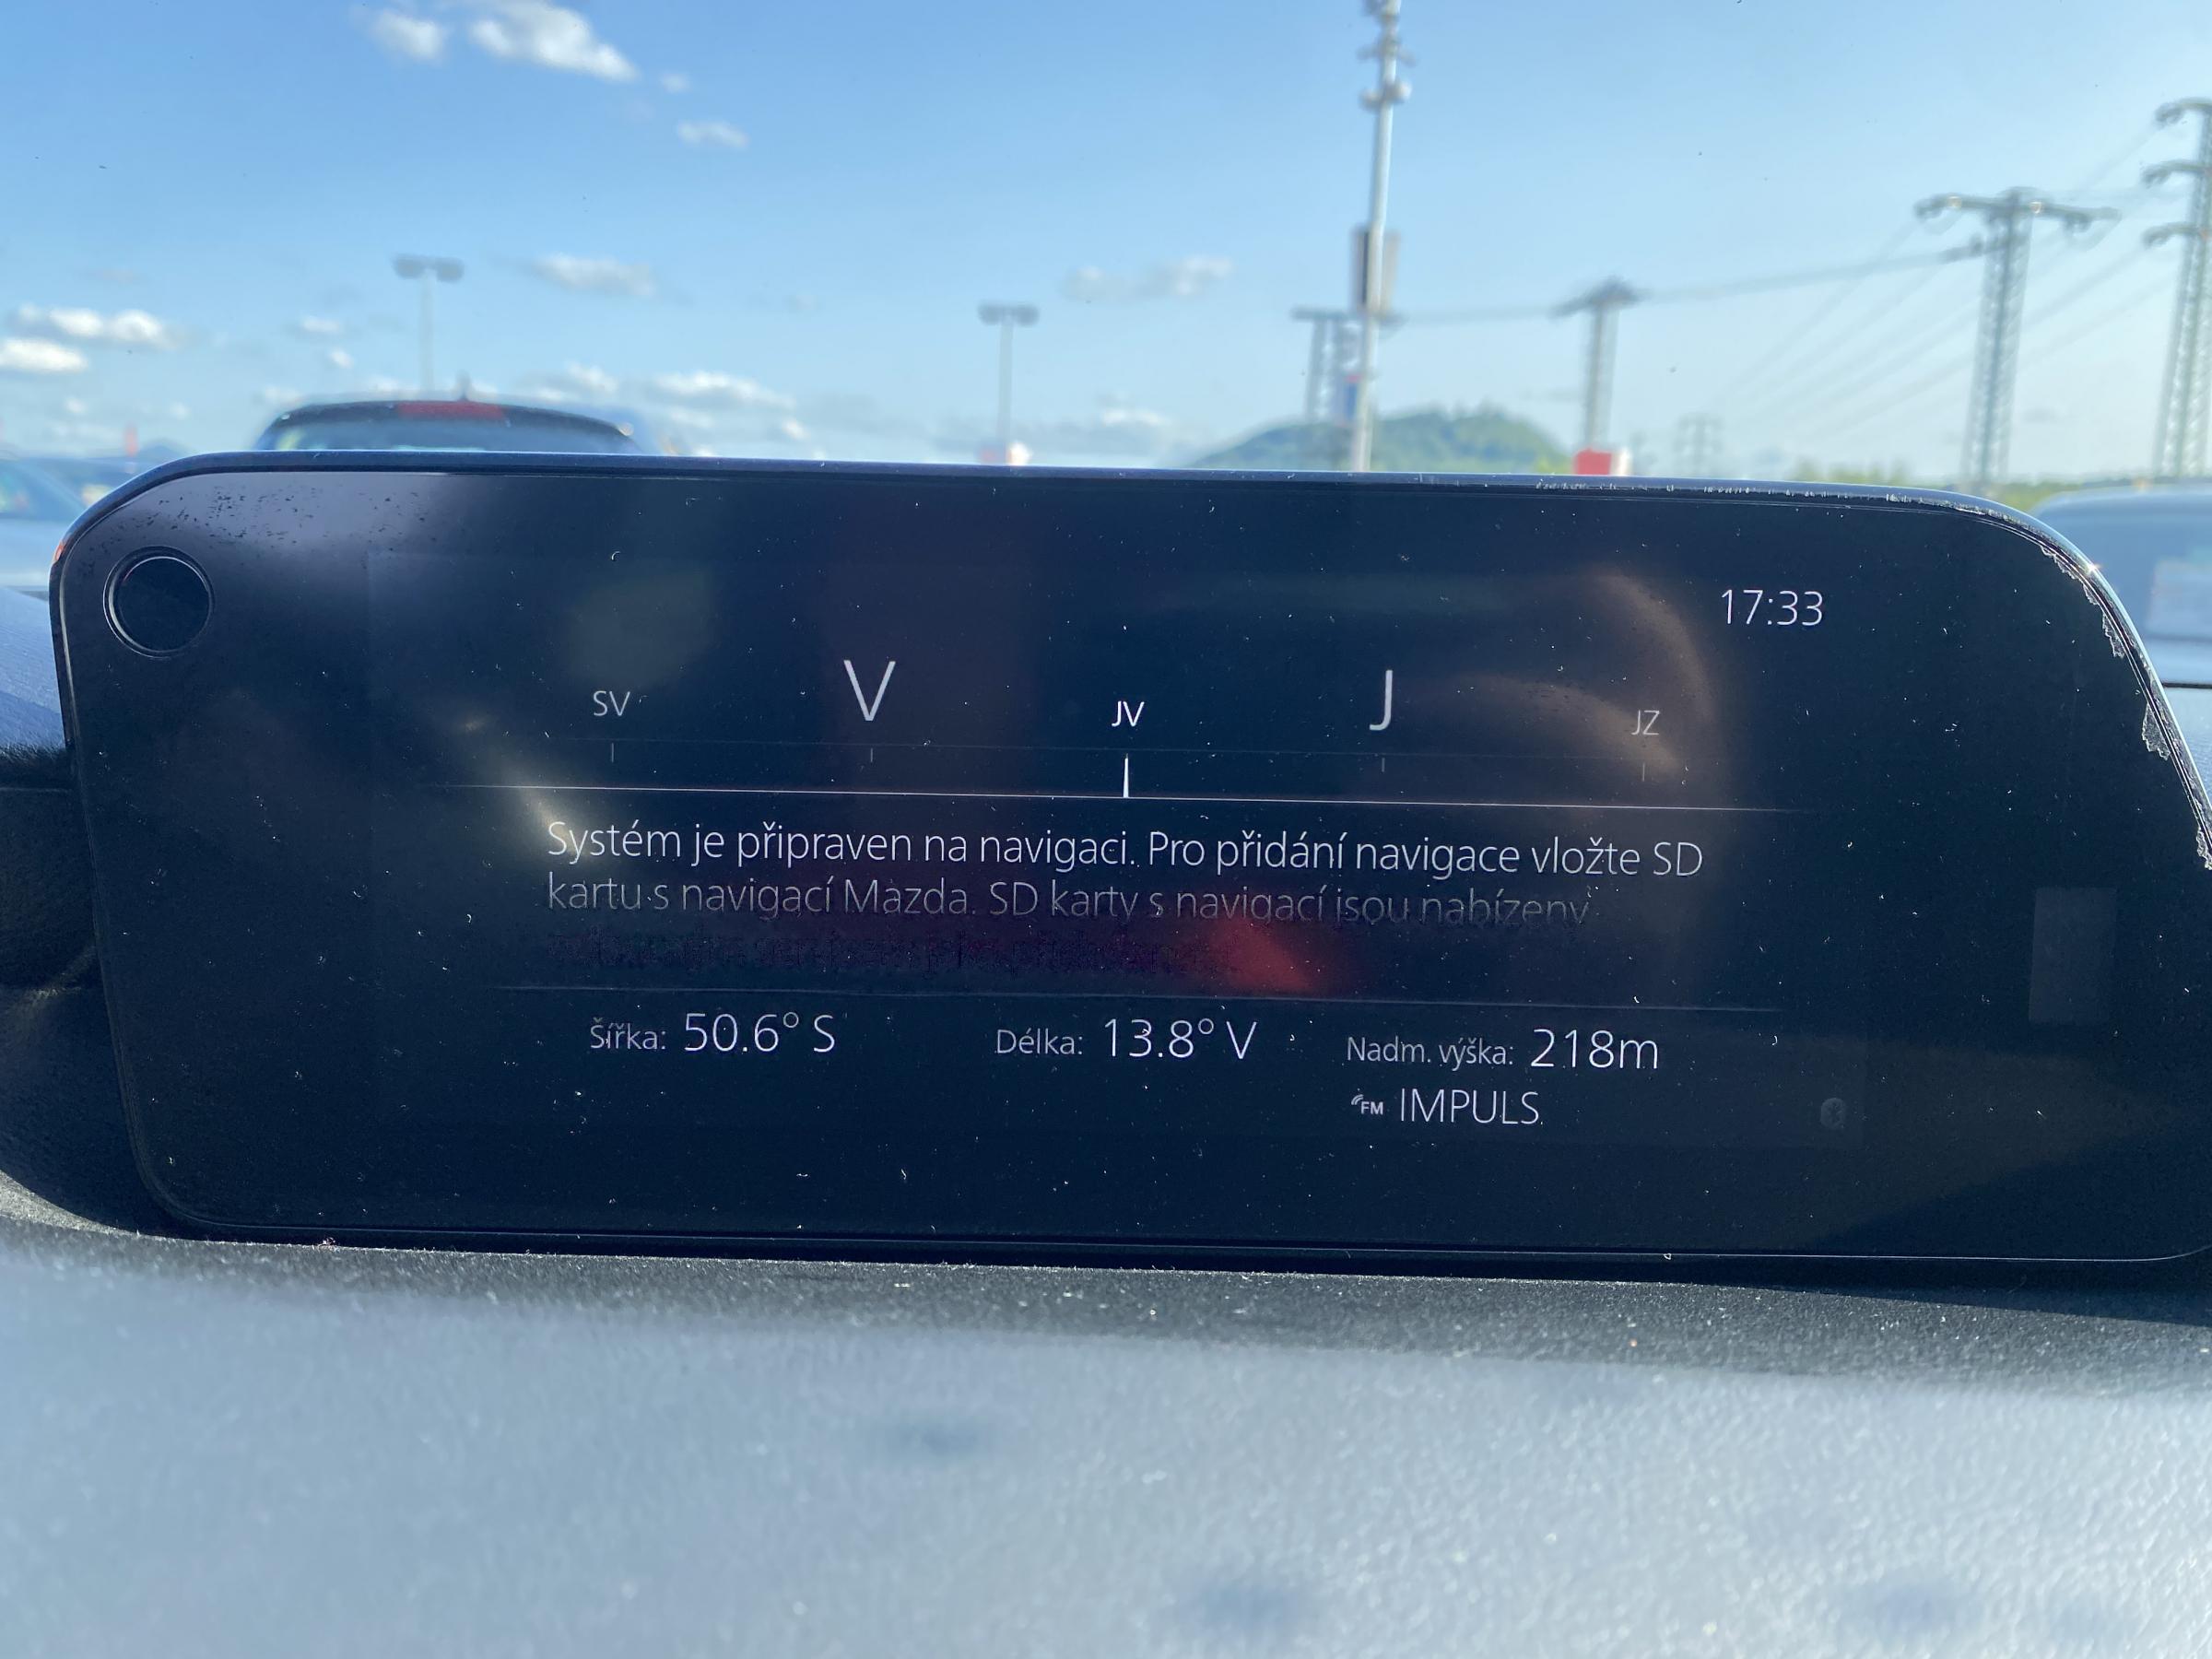 17:33
SV V JV J JZ
Systém je připraven na navigaci. Pro přidání navigace vložte SD
kartu s navigací Mazda. SD karty s navigací jsou nabízeny
Šířka: 50.6° S Délka: 13.8° V Nadm. výška: 218m
FM IMPULS